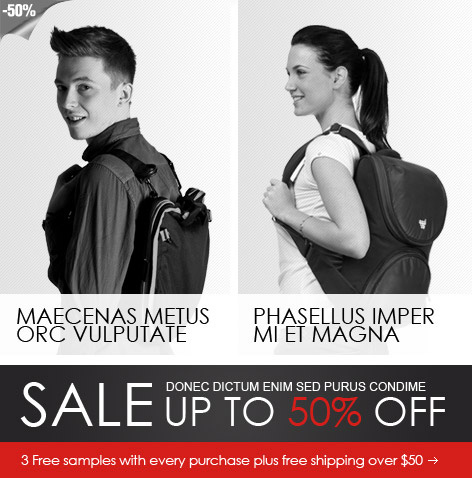 -50%
MAECENAS METUS
ORC VULPUTATE
PHASELLUS IMPER
MI ET MAGNA
SALE
DONEC DICTUM ENIM SED PURUS CONDIME
UP TO 50% OFF
3 Free samples with every purchase plus free shipping over $50 →